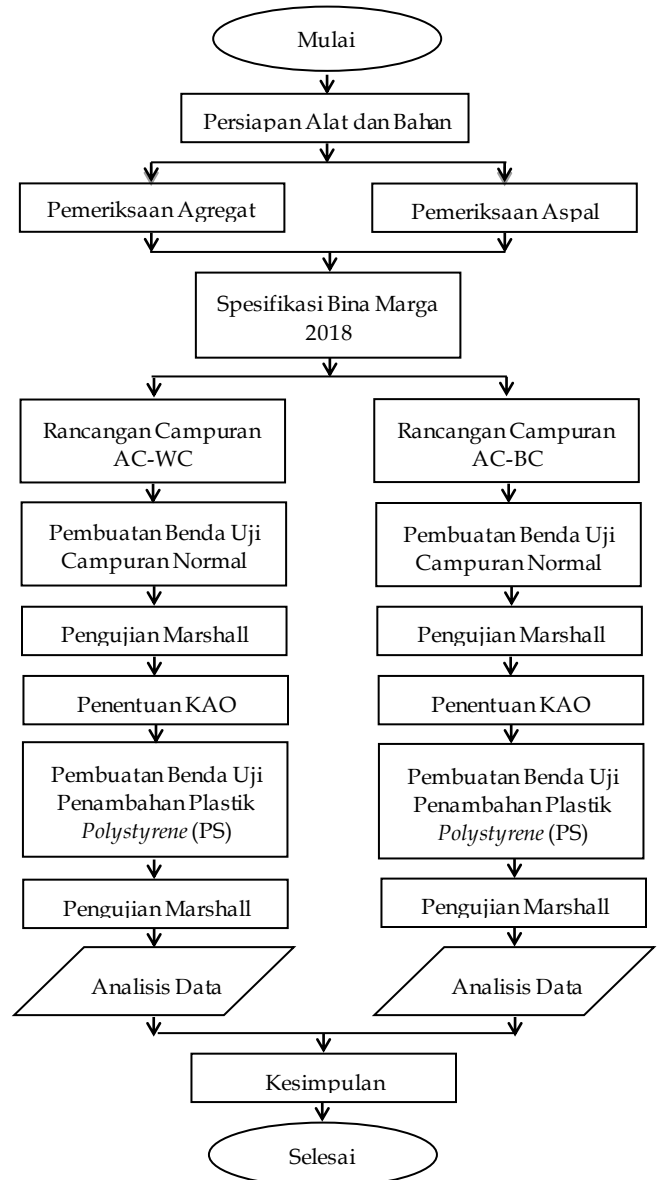 Mulai
Persiapan Alat dan Bahan
Pemeriksaan Agregat
Pemeriksaan Aspal
Spesifikasi Bina Marga
2018
Rancangan Campuran
AC-WC
Rancangan Campuran
AC-BC
Pembuatan Benda Uji
Campuran Normal
Pembuatan Benda Uji
Campuran Normal
Pengujian Marshall
Pengujian Marshall
Penentuan KAO
Penentuan KAO
Pembuatan Benda Uji
Penambahan Plastik
Polystyrene (PS)
Pembuatan Benda Uji
Penambahan Plastik
Polystyrene (PS)
Pengujian Marshall
Pengujian Marshall
Analisis Data
Analisis Data
Kesimpulan
Selesai